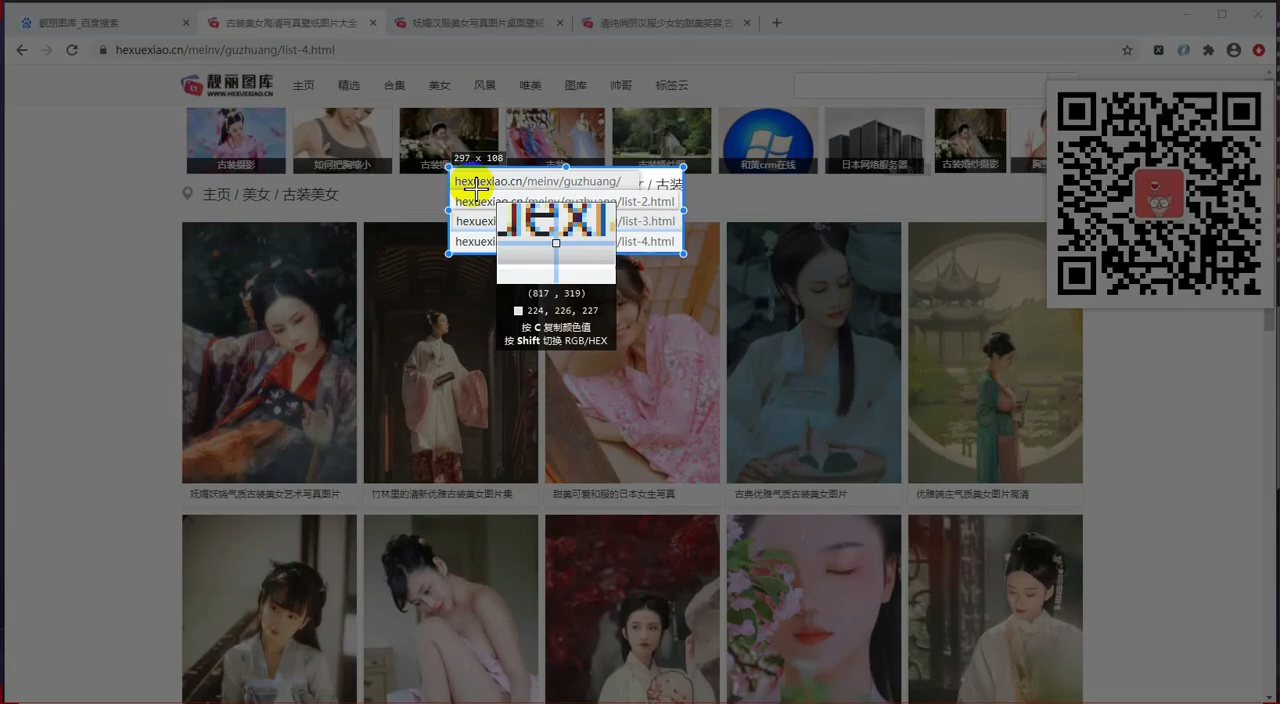 靓丽图库_百度搜索
古装美女高清写真壁纸图片大全
妩媚汉服美女写真图片桌面壁纸.
清纯俏丽汉服少女的甜美笑容,古
hexuexiao.cn/meinv/guzhuang/list-4.html
靓丽图库
WWW.HEXUEXIAO.CN
主页 精选 合集 美女 风景 唯美 图库 帅哥 标签云
古装摄影 如何把胸缩小 和黄crm在线 日本网络服务器 古装婚纱摄影
297 x 108
主页 / 美女 / 古装美女
hexuexiao.cn/meinv/guzhuang/
/ 古装
hexuexiao.cn/meinv/guzhuang/list-2.html
hexuexi /list-3.html
hexuexi /list-4.html
(817 , 319)
224, 226, 227
按 C 复制颜色值
按 Shift 切换 RGB/HEX
妩媚妖娆气质古装美女艺术写真图片
竹林里的清新优雅古装美女图片集
甜美可爱和服的日本女生写真
古典优雅气质古装美女图片
优雅端庄气质美女图片高清